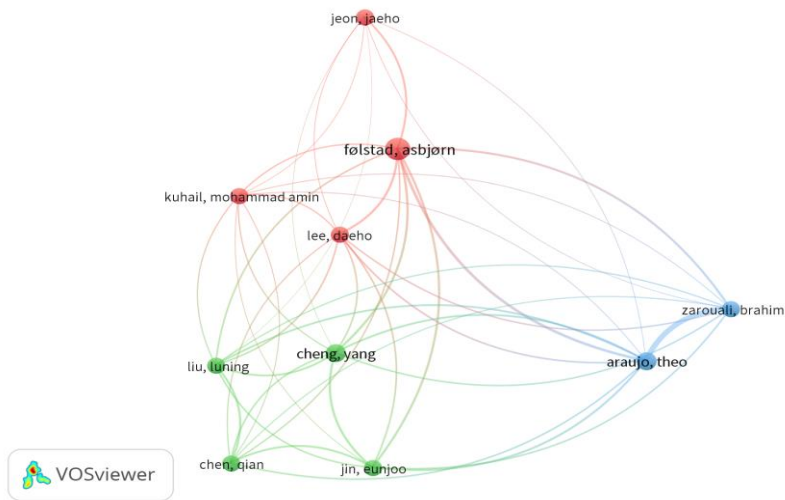 jeon, jaeho
følstad, asbjørn
kuhail, mohammad amin
lee, daeho
zarouali, brahim
cheng, yang
araujo, theo
liu, luning
chen, qian
jin, eunjoo
VOSviewer